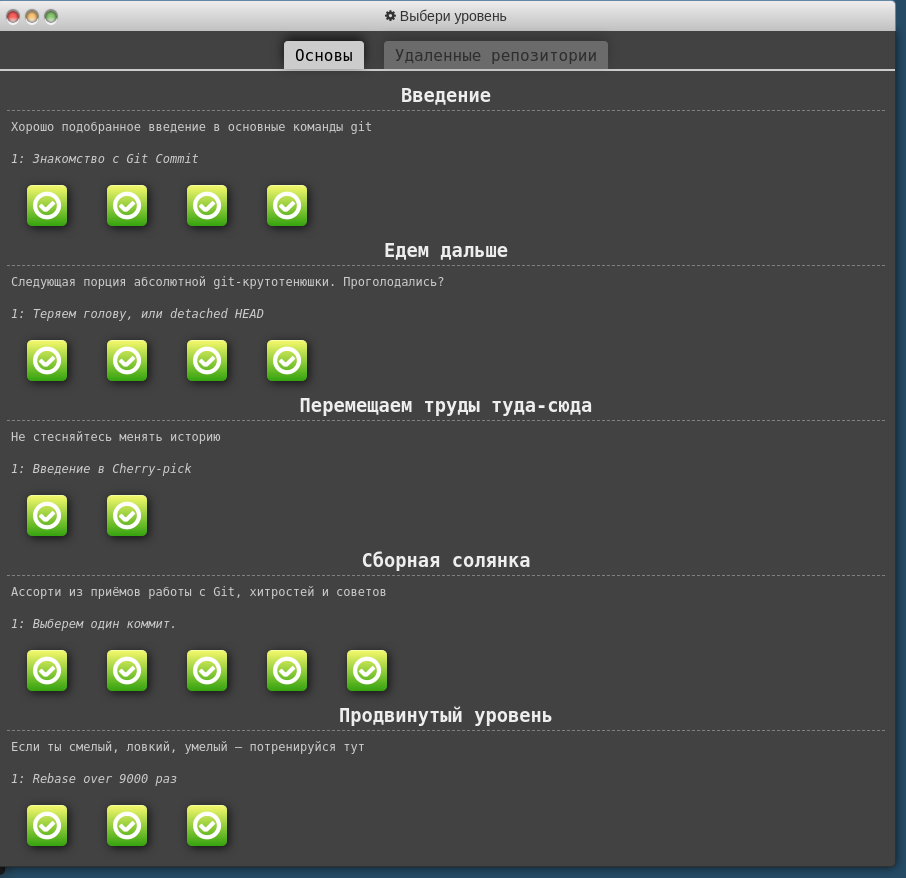 Выбери уровень
Основы
Удаленные репозитории
Введение
Хорошо подобранное введение в основные команды git
1: Знакомство с Git Commit
Едем дальше
Следующая порция абсолютной git-крутотенюшки. Проголодались?
1: Теряем голову, или detached HEAD
Перемещаем труды туда-сюда
Не стесняйтесь менять историю
1: Введение в Cherry-pick
Сборная солянка
Ассорти из приёмов работы с Git, хитростей и советов
1: Выберем один коммит.
Продвинутый уровень
Если ты смелый, ловкий, умелый — потренируйся тут
1: Rebase over 9000 раз